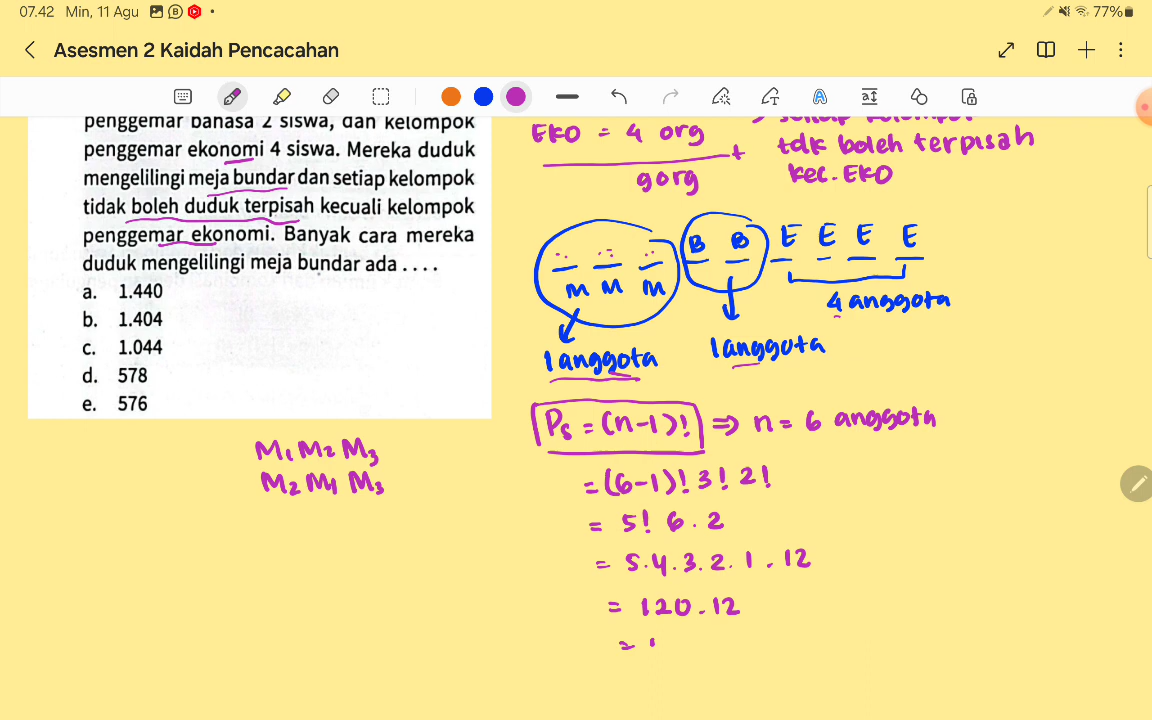 07.42 Min, 11 Agu
77%
Asesmen 2 Kaidah Pencacahan
penggemar bahasa 2 siswa, dan kelompok
penggemar ekonomi 4 siswa. Mereka duduk
mengelilingi meja bundar dan setiap kelompok
tidak boleh duduk terpisah kecuali kelompok
penggemar ekonomi. Banyak cara mereka
duduk mengelilingi meja bundar ada . . . .
a. 1.440
b. 1.404
c. 1.044
d. 578
e. 576
M1 M2 M3
M2 M1 M3
EKO = 4 org
+
9 org
tdk boleh terpisah
kec. EKO
B B E E E E
M M M
4 anggota
1 anggota
1 anggota
Ps = (n-1)! ⇒ n = 6 anggota
= (6-1)! 3! 2!
= 5! 6 . 2
= 5.4.3.2.1.12
= 120.12
=